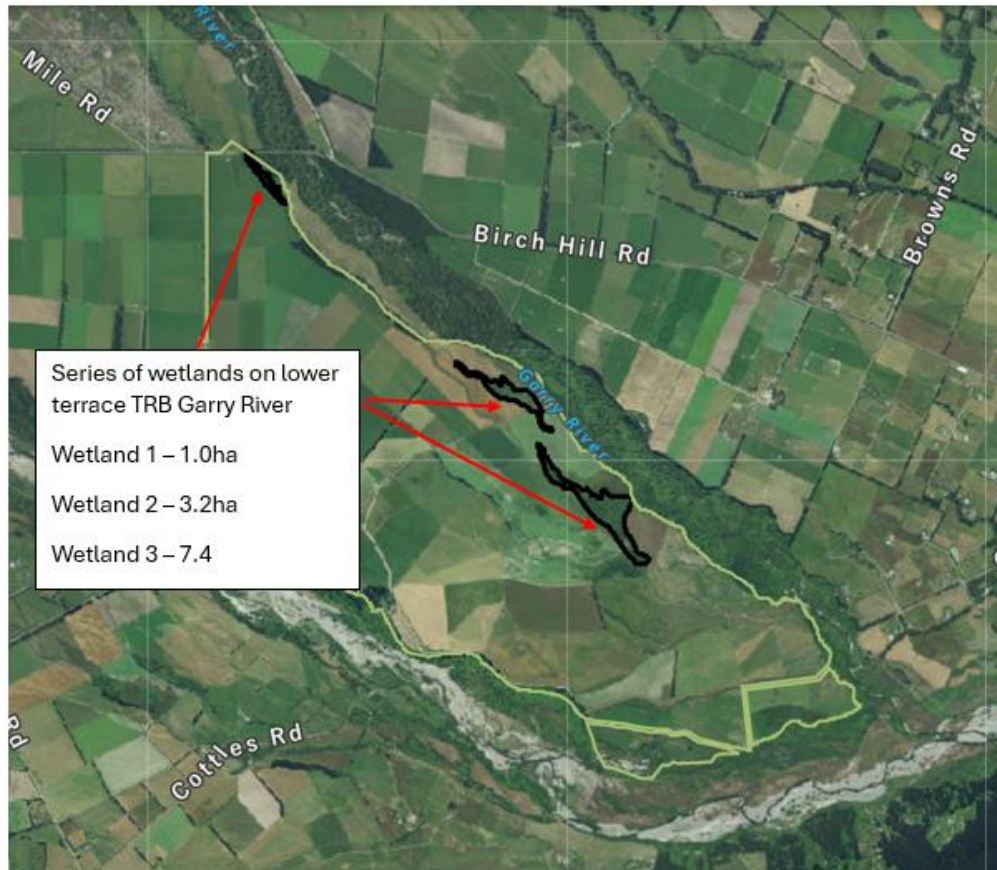 River
Mile Rd
Birch Hill Rd
Browns Rd
Series of wetlands on lower
terrace TRB Garry River
Wetland 1 – 1.0ha
Wetland 2 – 3.2ha
Wetland 3 – 7.4
Garry River
Rd
Cottles Rd